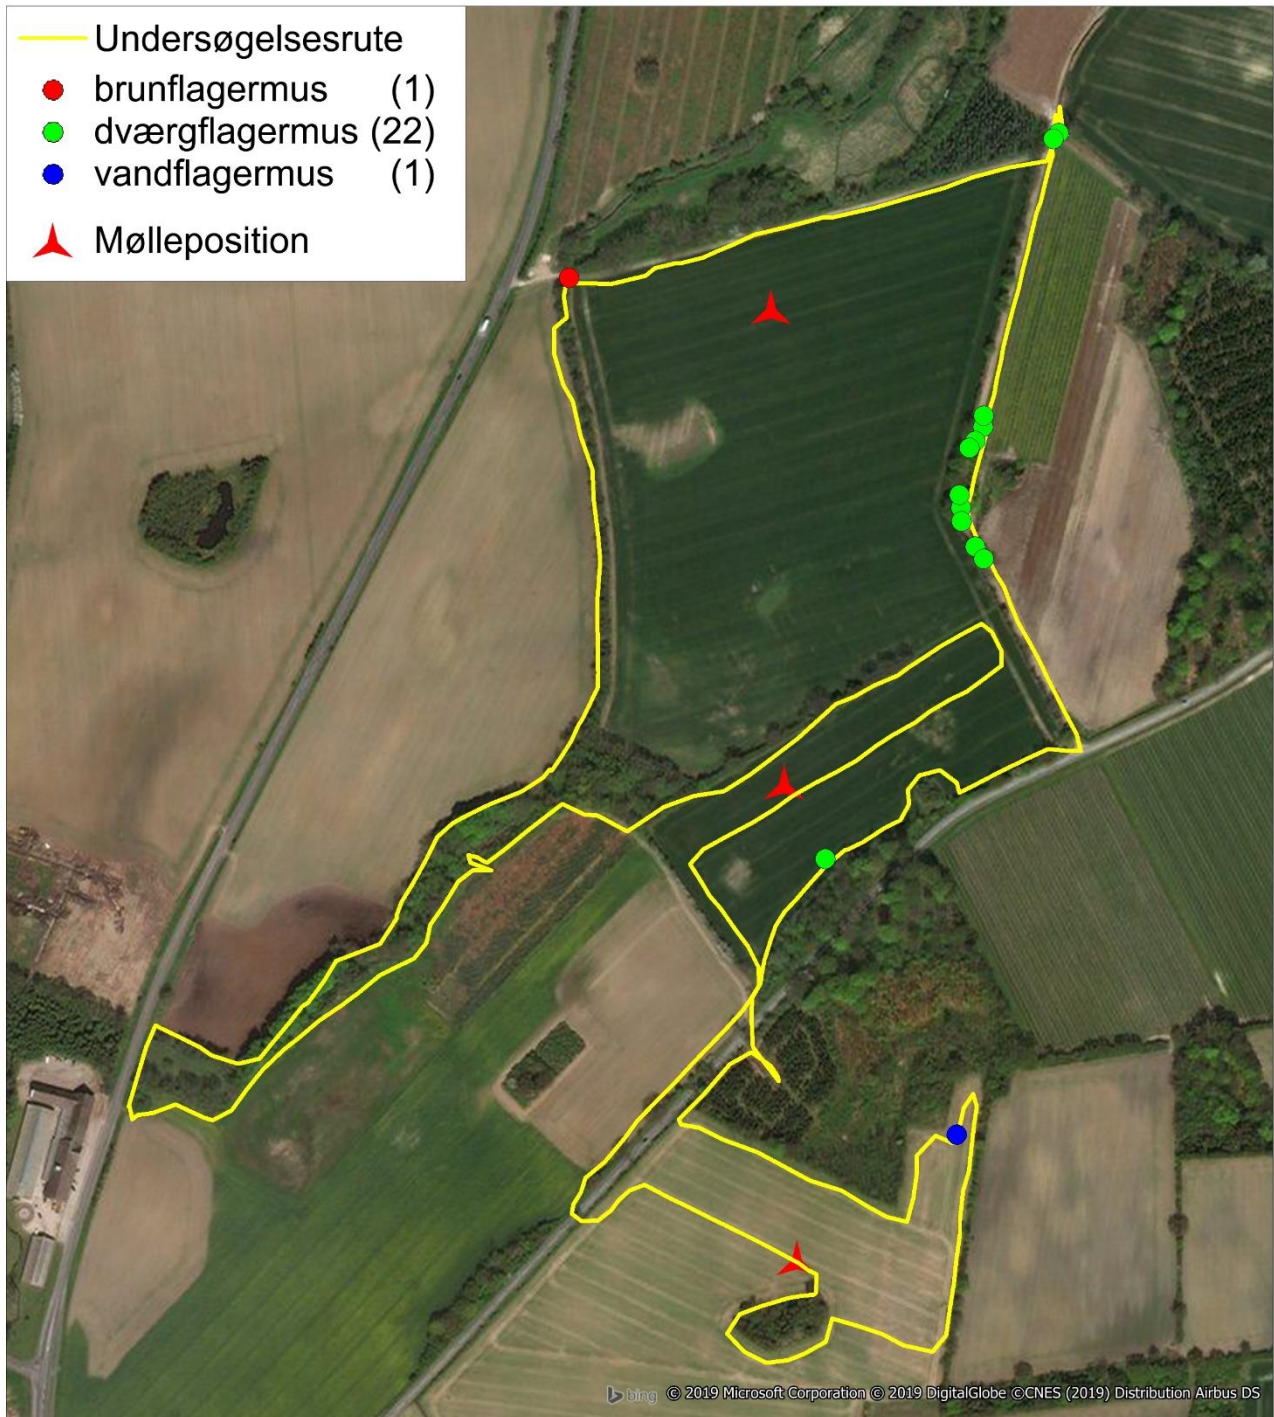 Undersøgelsesrute
brunflagermus (1)
dværgflagermus (22)
vandflagermus (1)
Mølleposition
bing © 2019 Microsoft Corporation © 2019 DigitalGlobe ©CNES (2019) Distribution Airbus DS